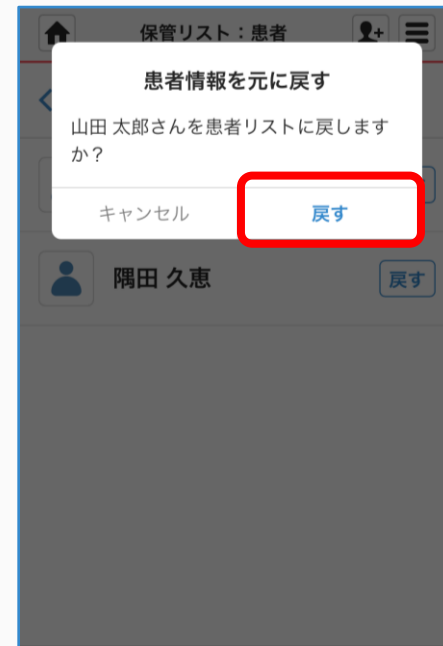 保管リスト：患者
患者情報を元に戻す
山田 太郎さんを患者リストに戻します
か？
キャンセル
戻す
隅田 久恵
戻す